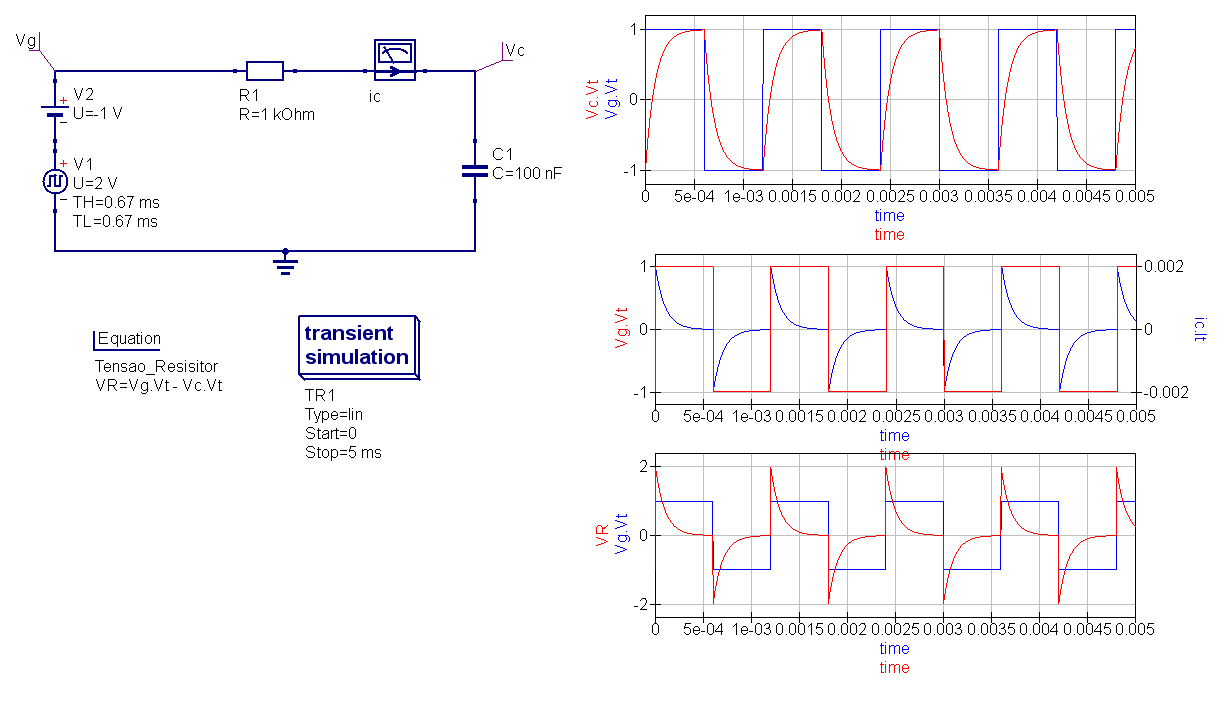 Vg
V2
U=-1 V
V1
U=2 V
TH=0.67 ms
TL=0.67 ms
R1
R=1 kOhm
ic
Vc
C1
C=100 nF
Equation
Tensao_Resisitor
VR=Vg.Vt - Vc.Vt
transient
simulation
TR1
Type=lin
Start=0
Stop=5 ms
Vc.Vt
Vg.Vt
1
0
-1
0 5e-04 1e-03 0.0015 0.002 0.0025 0.003 0.0035 0.004 0.0045 0.005
time
time
Vg.Vt
1
0
-1
0.002
0
-0.002
ic.It
0 5e-04 1e-03 0.0015 0.002 0.0025 0.003 0.0035 0.004 0.0045 0.005
time
time
VR
Vg.Vt
2
0
-2
0 5e-04 1e-03 0.0015 0.002 0.0025 0.003 0.0035 0.004 0.0045 0.005
time
time